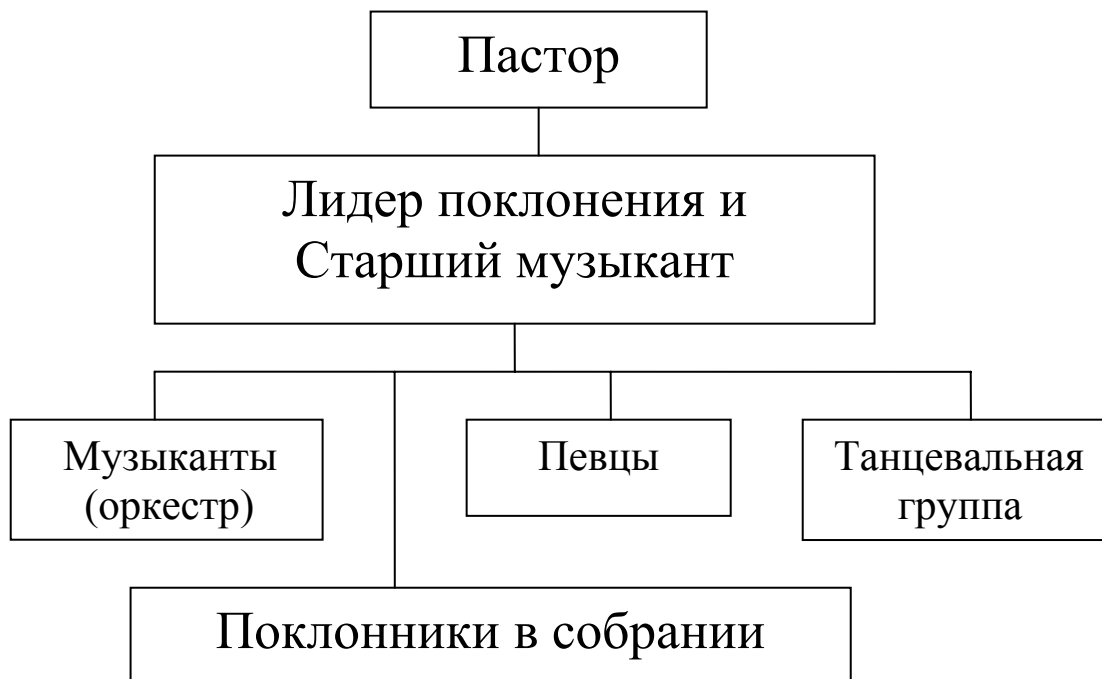 Пастор
Лидер поклонения и
Старший музыкант
Музыканты
(оркестр)
Певцы
Танцевальная
группа
Поклонники в собрании